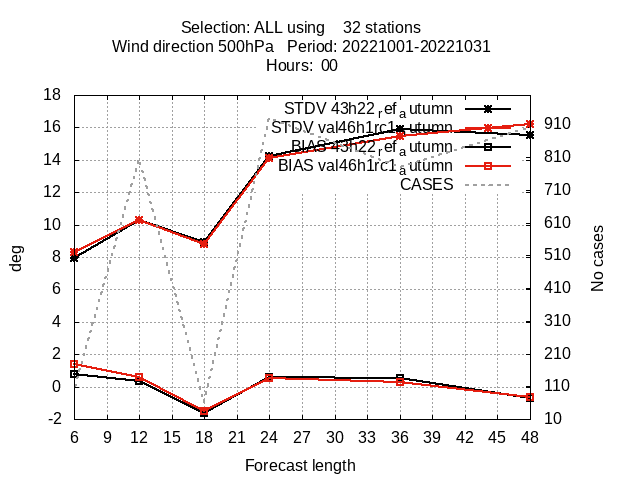 Selection: ALL using 32 stations
Wind direction 500hPa Period: 20221001-20221031
Hours: 00
18
16
14
12
10
8
6
4
2
0
-2
deg
STDV 43h22_ref_autumn
STDV val46h1rc1_autumn
BIAS 43h22_ref_autumn
BIAS val46h1rc1_autumn
CASES
910
810
710
610
510
410
310
210
110
10
No cases
6 9 12 15 18 21 24 27 30 33 36 39 42 45 48
Forecast length